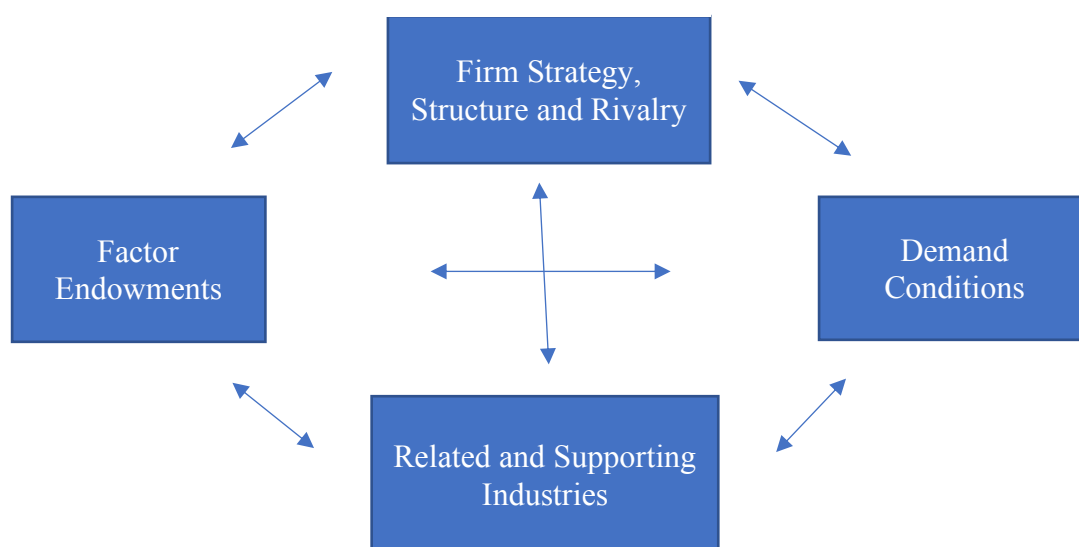 Firm Strategy,
Structure and Rivalry
Factor
Endowments
Demand
Conditions
Related and Supporting
Industries